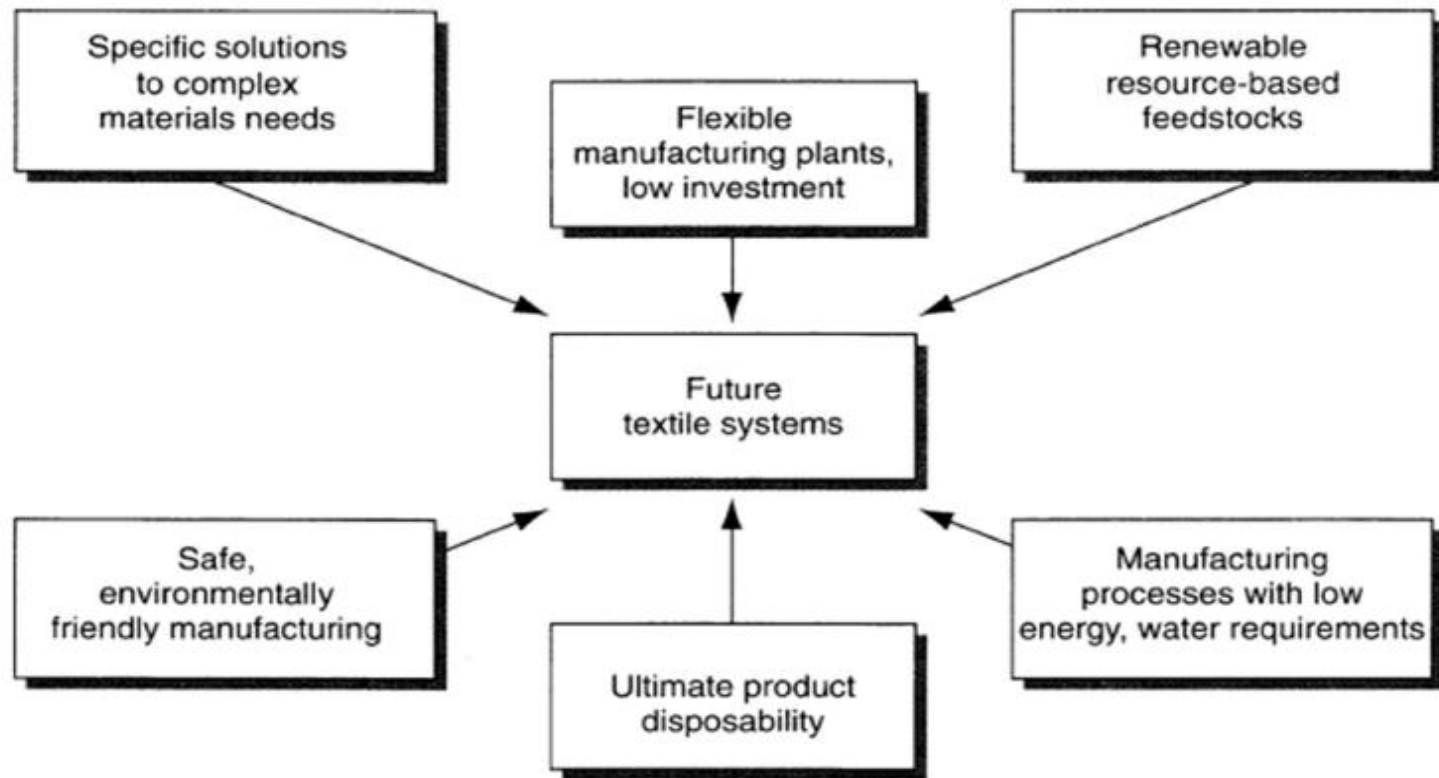 Specific solutions
to complex
materials needs
Flexible
manufacturing plants,
low investment
Renewable
resource-based
feedstocks
Future
textile systems
Safe,
environmentally
friendly manufacturing
Ultimate product
disposability
Manufacturing
processes with low
energy, water requirements